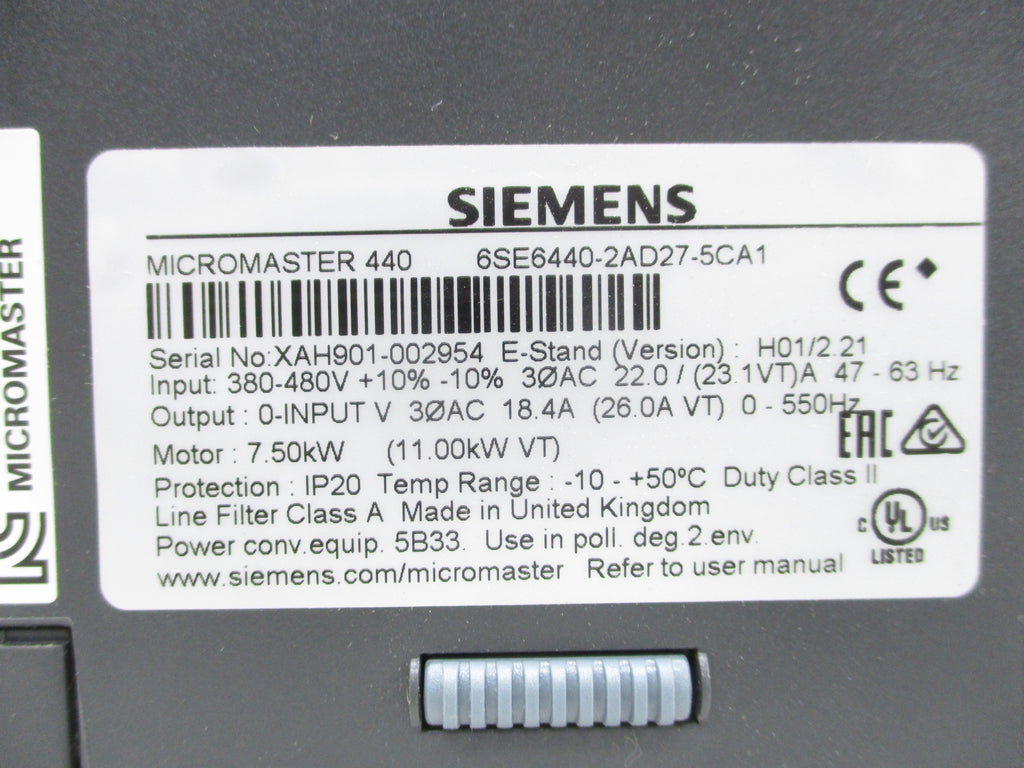 SIEMENS
MICROMASTER 440 6SE6440-2AD27-5CA1
CE
Serial No:XAH901-002954 E-Stand (Version) : H01/2.21
Input: 380-480V +10% -10% 3ØAC 22.0 / (23.1VT)A 47 - 63 Hz
Output : 0-INPUT V 3ØAC 18.4A (26.0A VT) 0 - 550Hz
EAC
Motor : 7.50kW (11.00kW VT)
Protection : IP20 Temp Range : -10 - +50ºC Duty Class II
Line Filter Class A Made in United Kingdom
Power conv.equip. 5B33. Use in poll. deg.2.env.
www.siemens.com/micromaster Refer to user manual
C UL US
LISTED
MICROMASTER